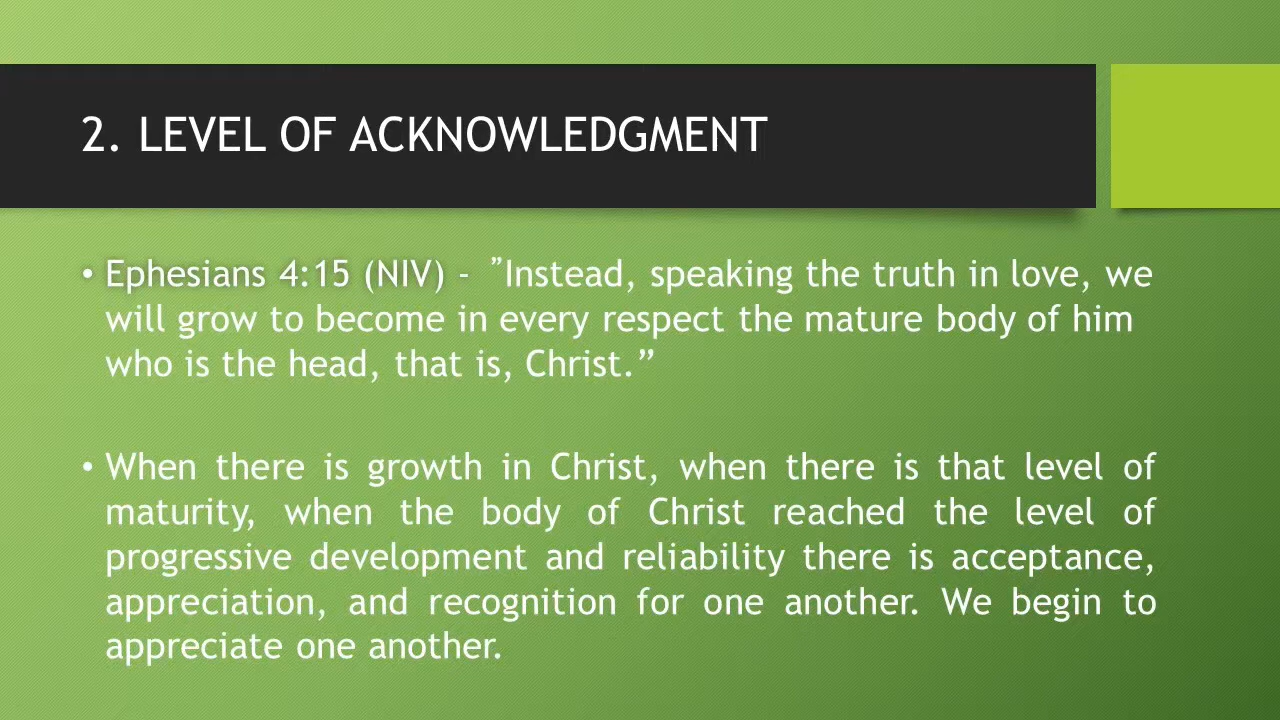 2. LEVEL OF ACKNOWLEDGMENT
• Ephesians 4:15 (NIV) - ”Instead, speaking the truth in love, we
will grow to become in every respect the mature body of him
who is the head, that is, Christ.”
• When there is growth in Christ, when there is that level of
maturity, when the body of Christ reached the level of
progressive development and reliability there is acceptance,
appreciation, and recognition for one another. We begin to
appreciate one another.